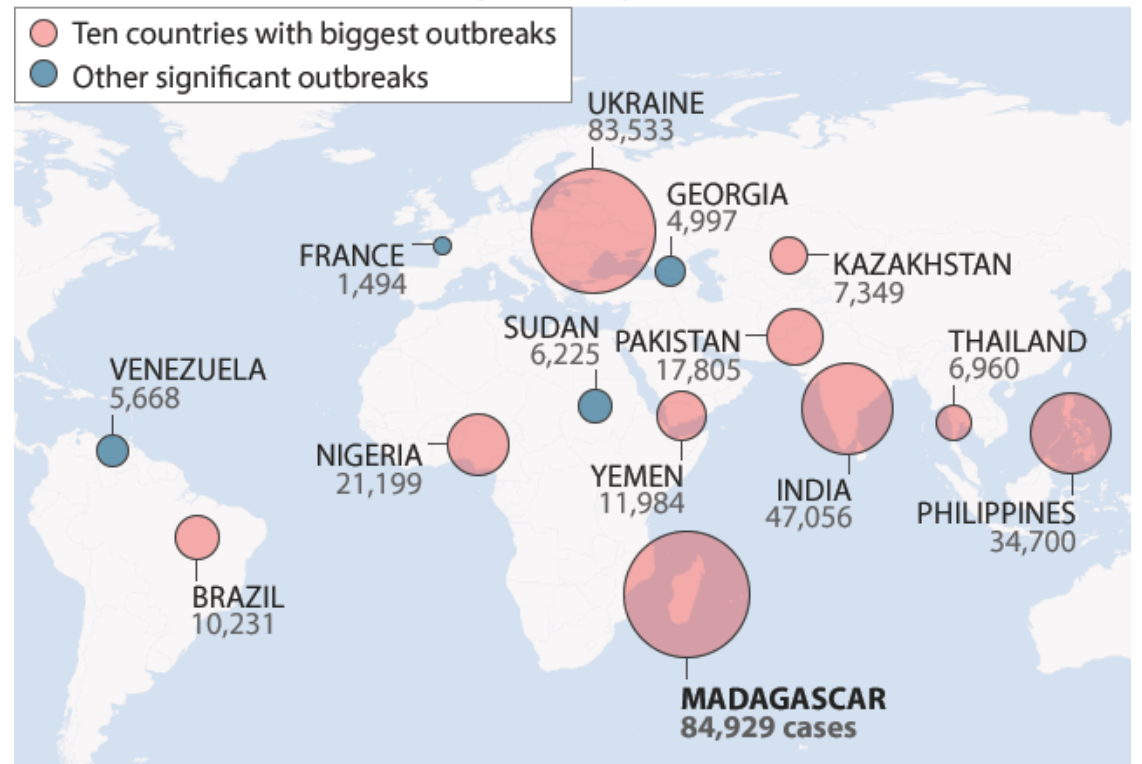 Ten countries with biggest outbreaks
Other significant outbreaks
UKRAINE
83,533
GEORGIA
4,997
FRANCE
1,494
KAZAKHSTAN
7,349
SUDAN
6,225
PAKISTAN
17,805
THAILAND
6,960
VENEZUELA
5,668
NIGERIA
21,199
YEMEN
11,984
INDIA
47,056
PHILIPPINES
34,700
BRAZIL
10,231
MADAGASCAR
84,929 cases